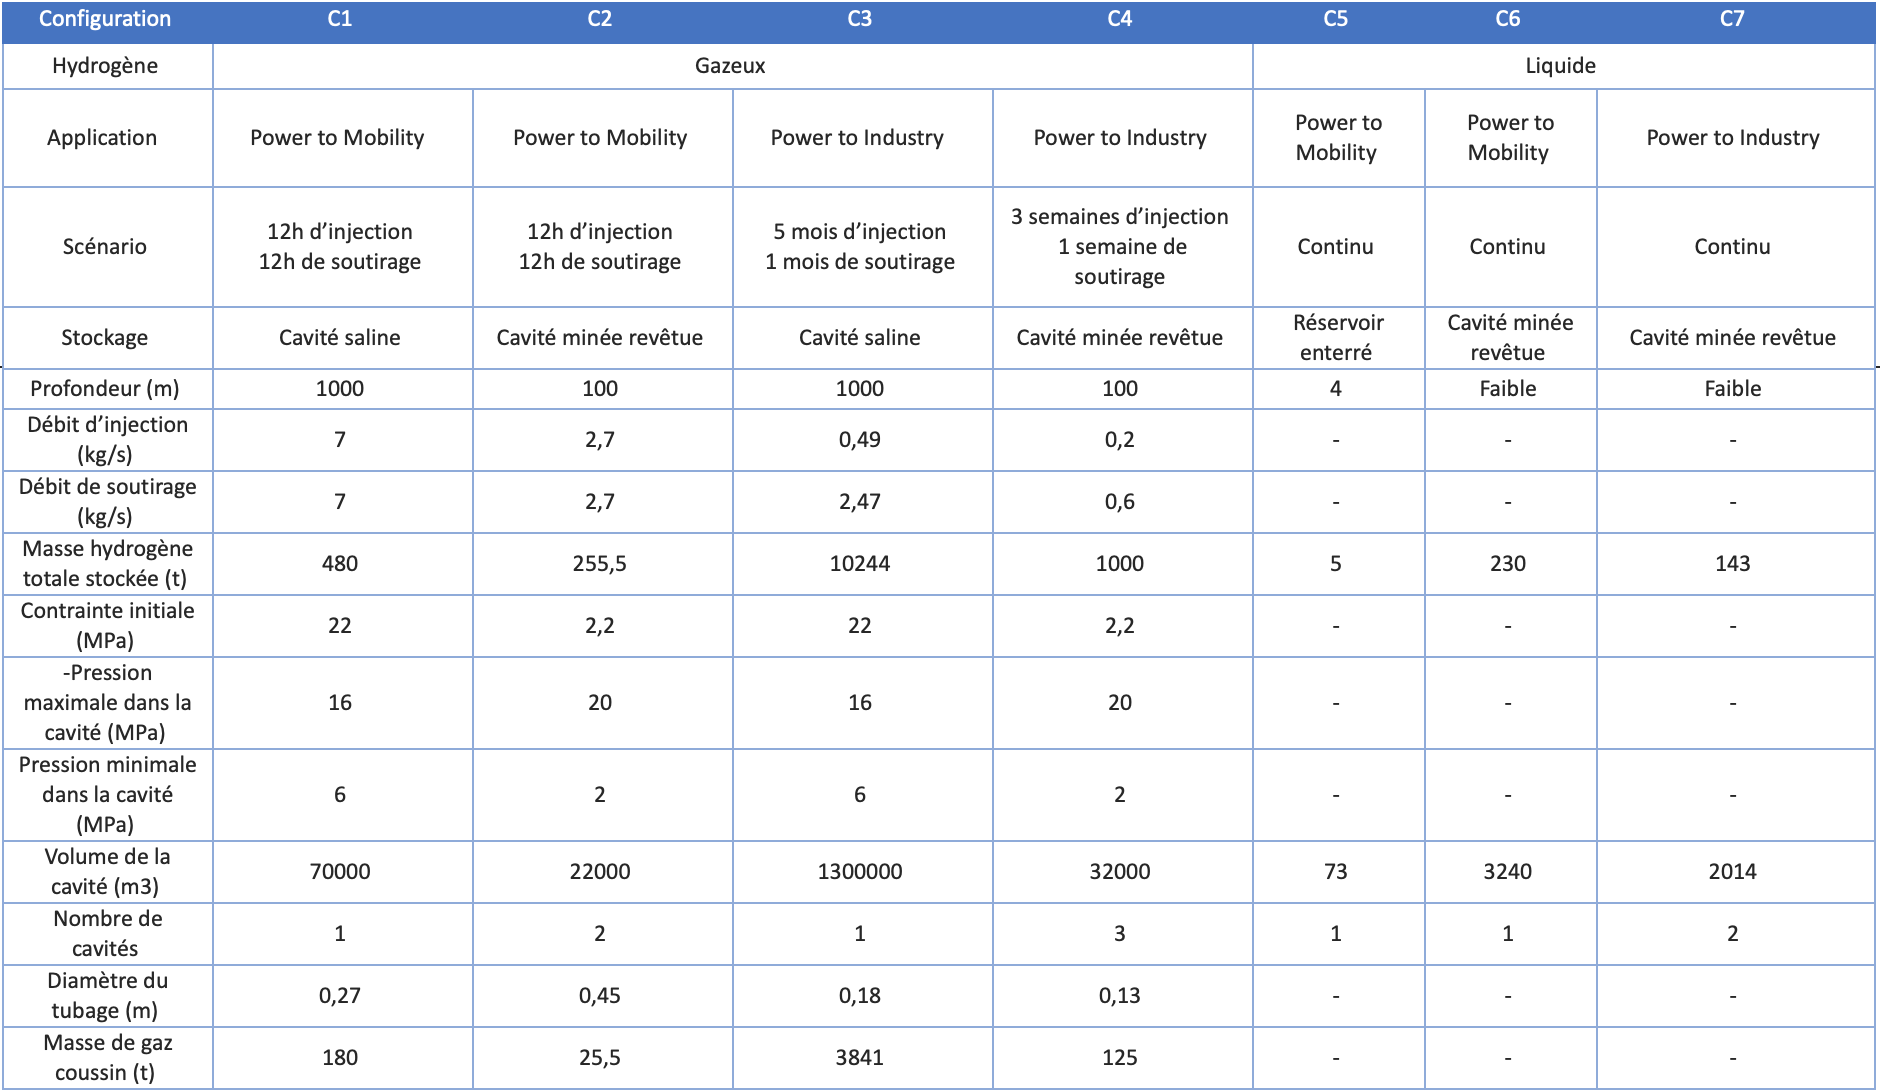 Configuration C1 C2 C3 C4 C5 C6 C7
Hydrogène Gazeux Liquide
Application Power to Mobility Power to Mobility Power to Industry Power to Industry Power to Mobility Power to Mobility Power to Industry
Scénario 12h d’injection 12h de soutirage 12h d’injection 12h de soutirage 5 mois d’injection 1 mois de soutirage 3 semaines d’injection 1 semaine de soutirage Continu Continu Continu
Stockage Cavité saline Cavité minée revêtue Cavité saline Cavité minée revêtue Réservoir enterré Cavité minée revêtue Cavité minée revêtue
Profondeur (m) 1000 100 1000 100 4 Faible Faible
Débit d’injection (kg/s) 7 2,7 0,49 0,2 - - -
Débit de soutirage (kg/s) 7 2,7 2,47 0,6 - - -
Masse hydrogène totale stockée (t) 480 255,5 10244 1000 5 230 143
Contrainte initiale (MPa) 22 2,2 22 2,2 - - -
-Pression maximale dans la cavité (MPa) 16 20 16 20 - - -
Pression minimale dans la cavité (MPa) 6 2 6 2 - - -
Volume de la cavité (m3) 70000 22000 1300000 32000 73 3240 2014
Nombre de cavités 1 2 1 3 1 1 2
Diamètre du tubage (m) 0,27 0,45 0,18 0,13 - - -
Masse de gaz coussin (t) 180 25,5 3841 125 - - -